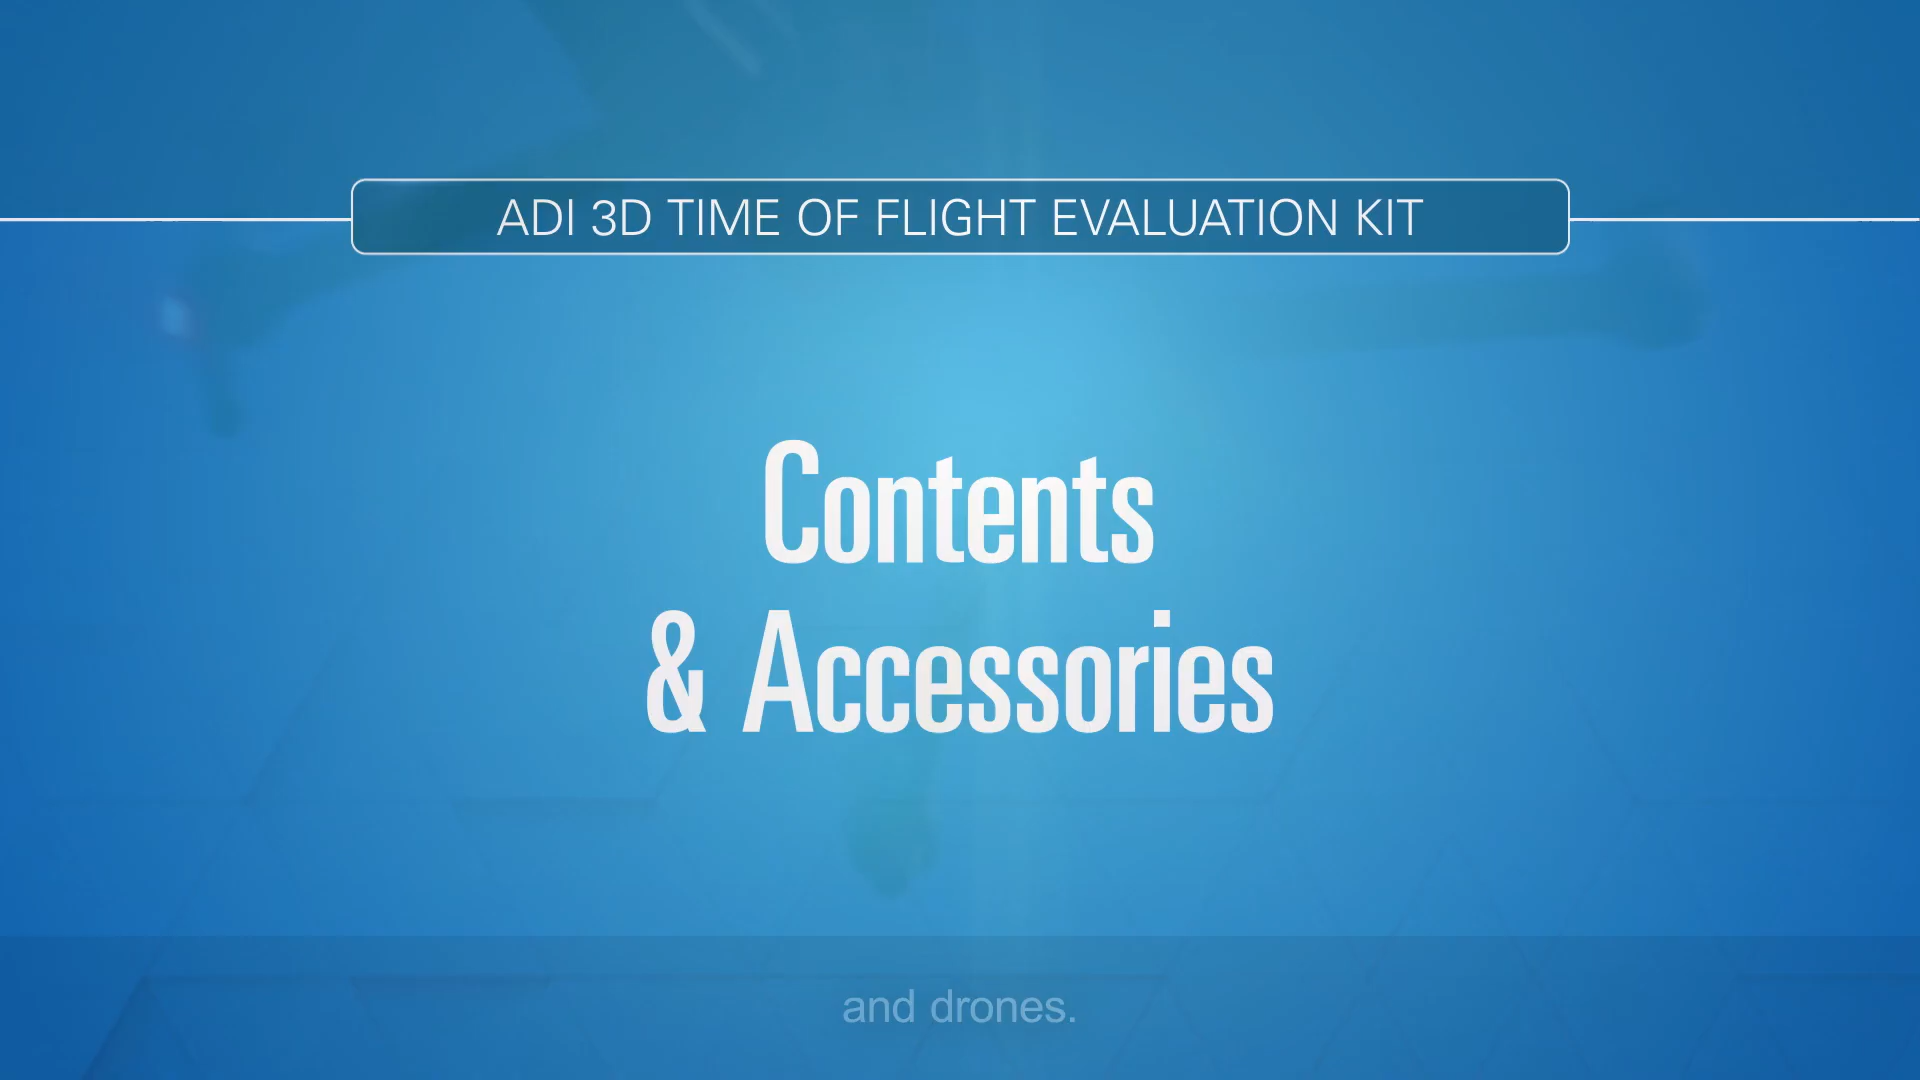 ADI 3D TIME OF FLIGHT EVALUATION KIT
Contents
& Accessories
and drones.